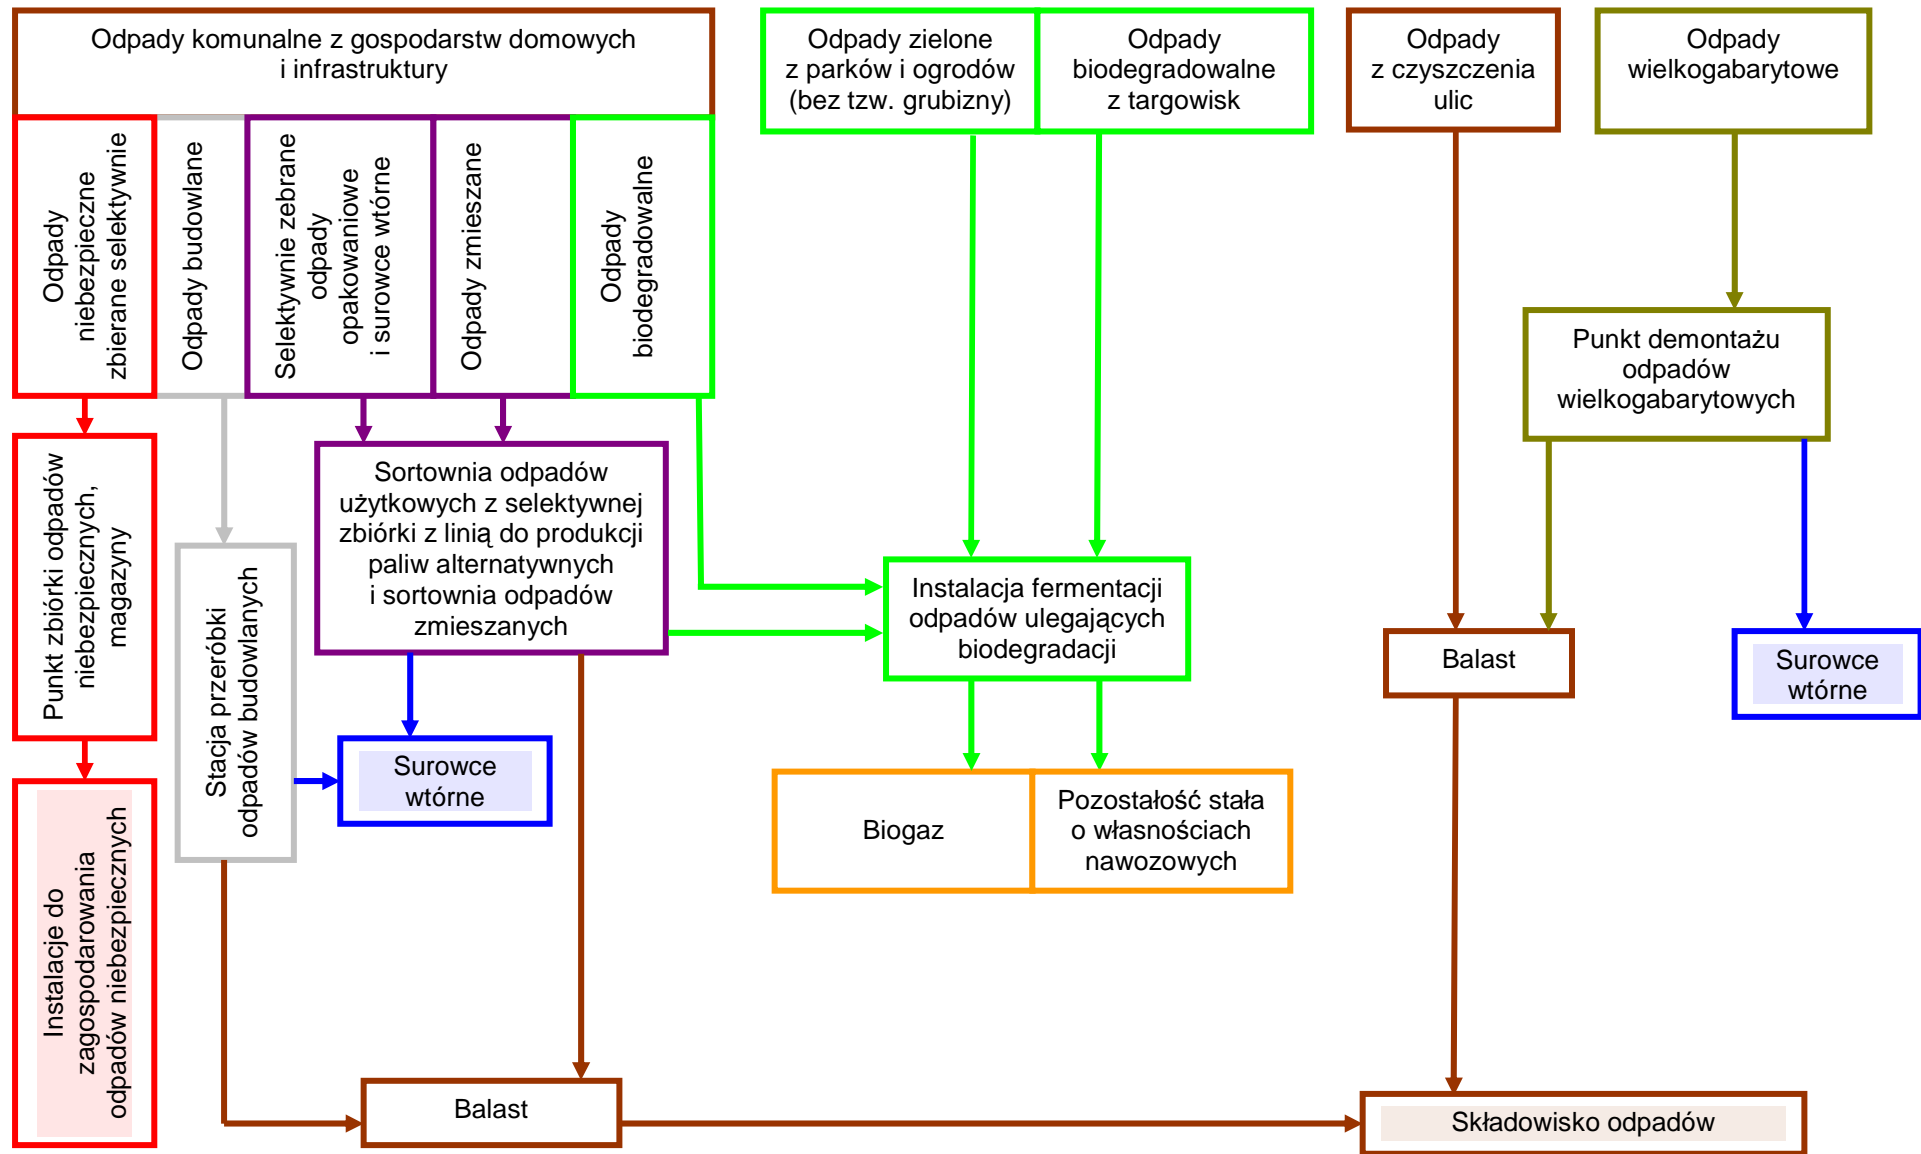 Odpady komunalne z gospodarstw domowych
i infrastruktury
Odpady zielone
z parków i ogrodów
(bez tzw. grubizny)
Odpady
biodegradowalne
z targowisk
Odpady
z czyszczenia
ulic
Odpady
wielkogabarytowe
Odpady
niebezpieczne
zbierane selektywnie
Odpady budowlane
Selektywnie zebrane
odpady
opakowaniowe
i surowce wtórne
Odpady zmieszane
Odpady
biodegradowalne
Punkt demontażu
odpadów
wielkogabarytowych
Punkt zbiórki odpadów
niebezpiecznych,
magazyny
Sortownia odpadów
użytkowych z selektywnej
zbiórki z linią do produkcji
paliw alternatywnych
i sortownia odpadów
zmieszanych
Stacja przeróbki
odpadów budowlanych
Instalacja fermentacji
odpadów ulegających
biodegradacji
Balast
Surowce
wtórne
Surowce
wtórne
Biogaz
Pozostałość stała
o własnościach
nawozowych
Instalacje do
zagospodarowania
odpadów niebezpiecznych
Balast
Składowisko odpadów